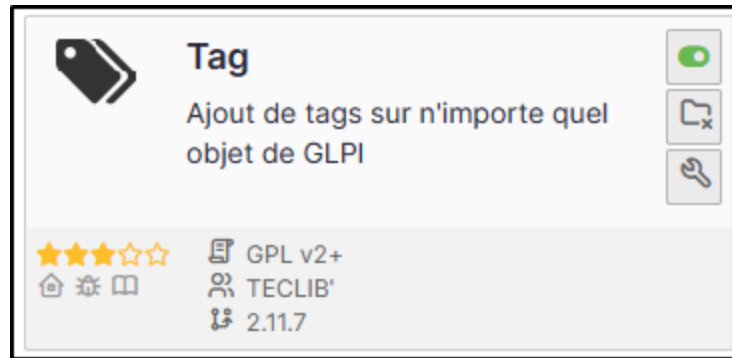 Tag
Ajout de tags sur n'importe quel
objet de GLPI
GPL v2+
TECLIB'
2.11.7